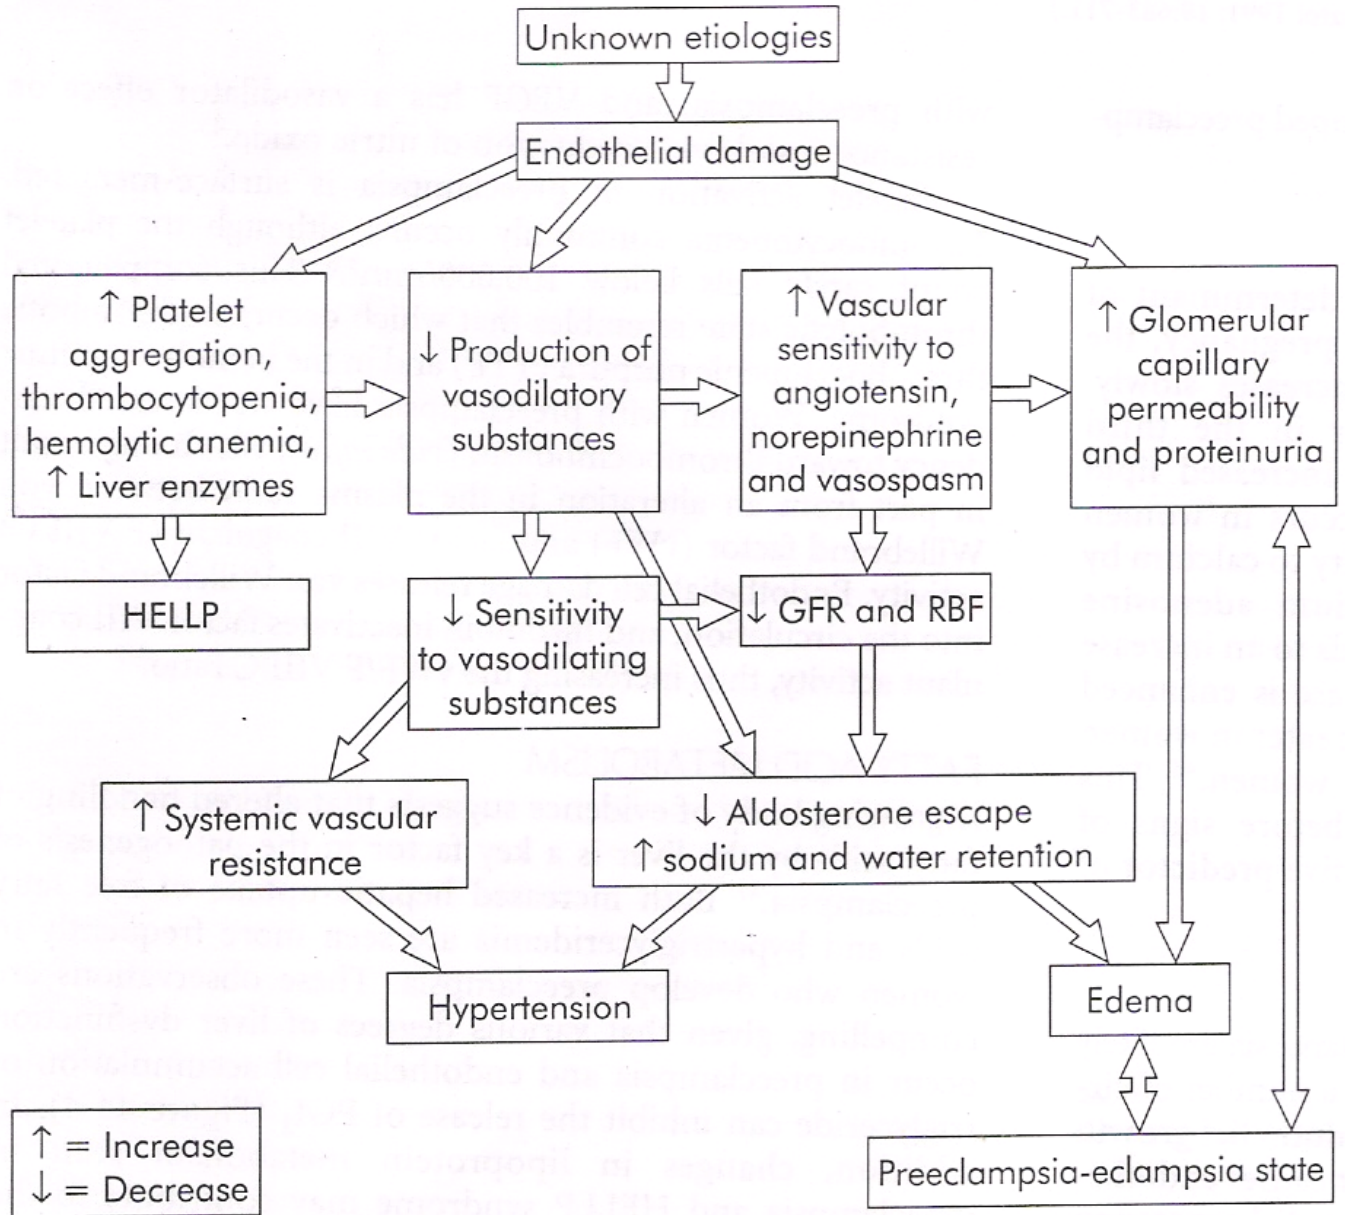 Unknown etiologies
Endothelial damage
↑ Platelet
aggregation,
thrombocytopenia,
hemolytic anemia,
↑ Liver enzymes
↓ Production of
vasodilatory
substances
↑ Vascular
sensitivity to
angiotensin,
norepinephrine
and vasospasm
↑ Glomerular
capillary
permeability
and proteinuria
HELLP
↓ Sensitivity
to vasodilating
substances
↓ GFR and RBF
↑ Systemic vascular
resistance
↓ Aldosterone escape
↑ sodium and water retention
Hypertension
Edema
Preeclampsia-eclampsia state
↑ = Increase
↓ = Decrease